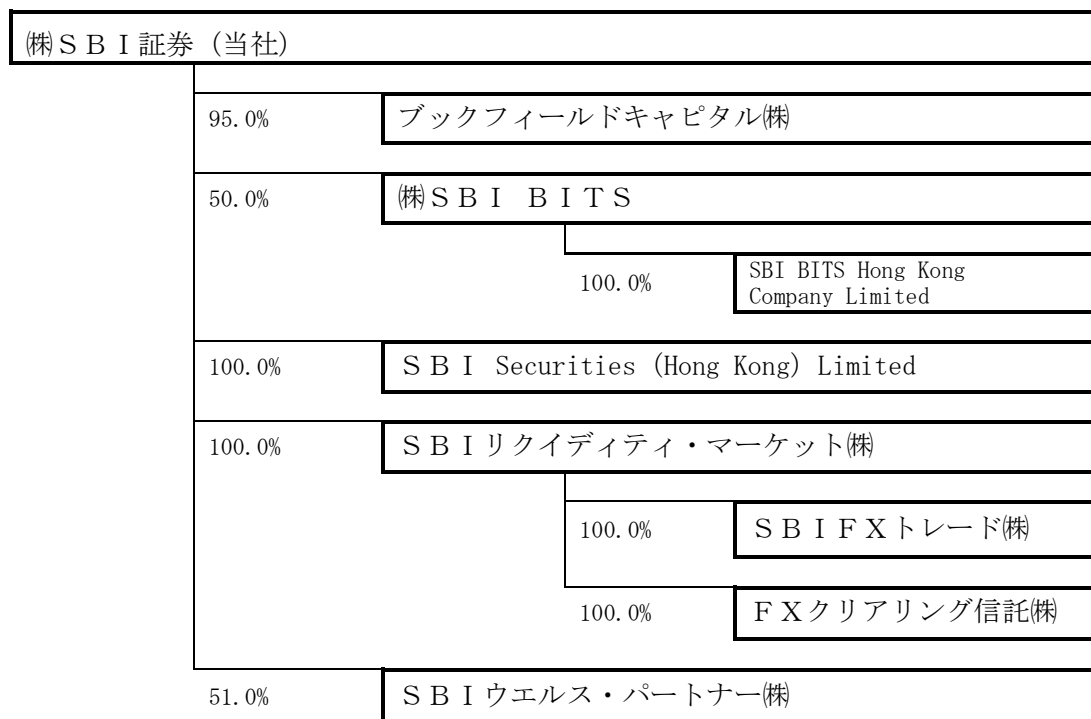 ㈱ＳＢＩ証券（当社）
95.0%
ブックフィールドキャピタル㈱
50.0%
㈱ＳＢＩ ＢＩＴＳ
100.0%
SBI BITS Hong Kong
Company Limited
100.0%
ＳＢＩ Securities (Hong Kong) Limited
100.0%
ＳＢＩリクイディティ・マーケット㈱
100.0%
ＳＢＩＦＸトレード㈱
100.0%
ＦＸクリアリング信託㈱
51.0%
ＳＢＩウエルス・パートナー㈱